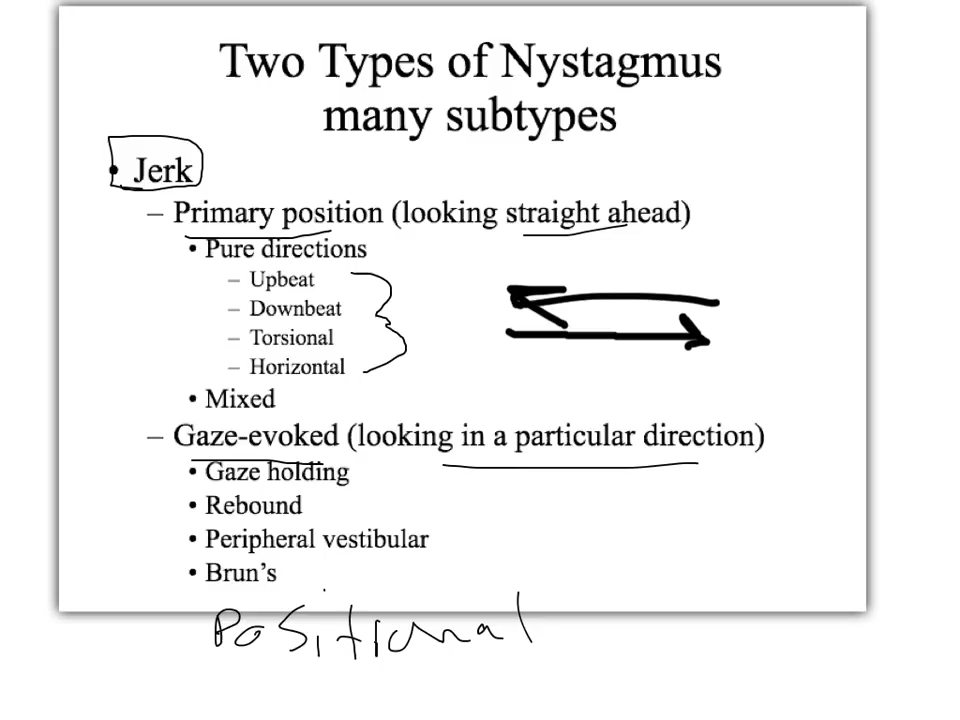 Two Types of Nystagmus
many subtypes
• Jerk
– Primary position (looking straight ahead)
• Pure directions
– Upbeat
– Downbeat
– Torsional
– Horizontal
• Mixed
– Gaze-evoked (looking in a particular direction)
• Gaze holding
• Rebound
• Peripheral vestibular
• Brun's
Positional